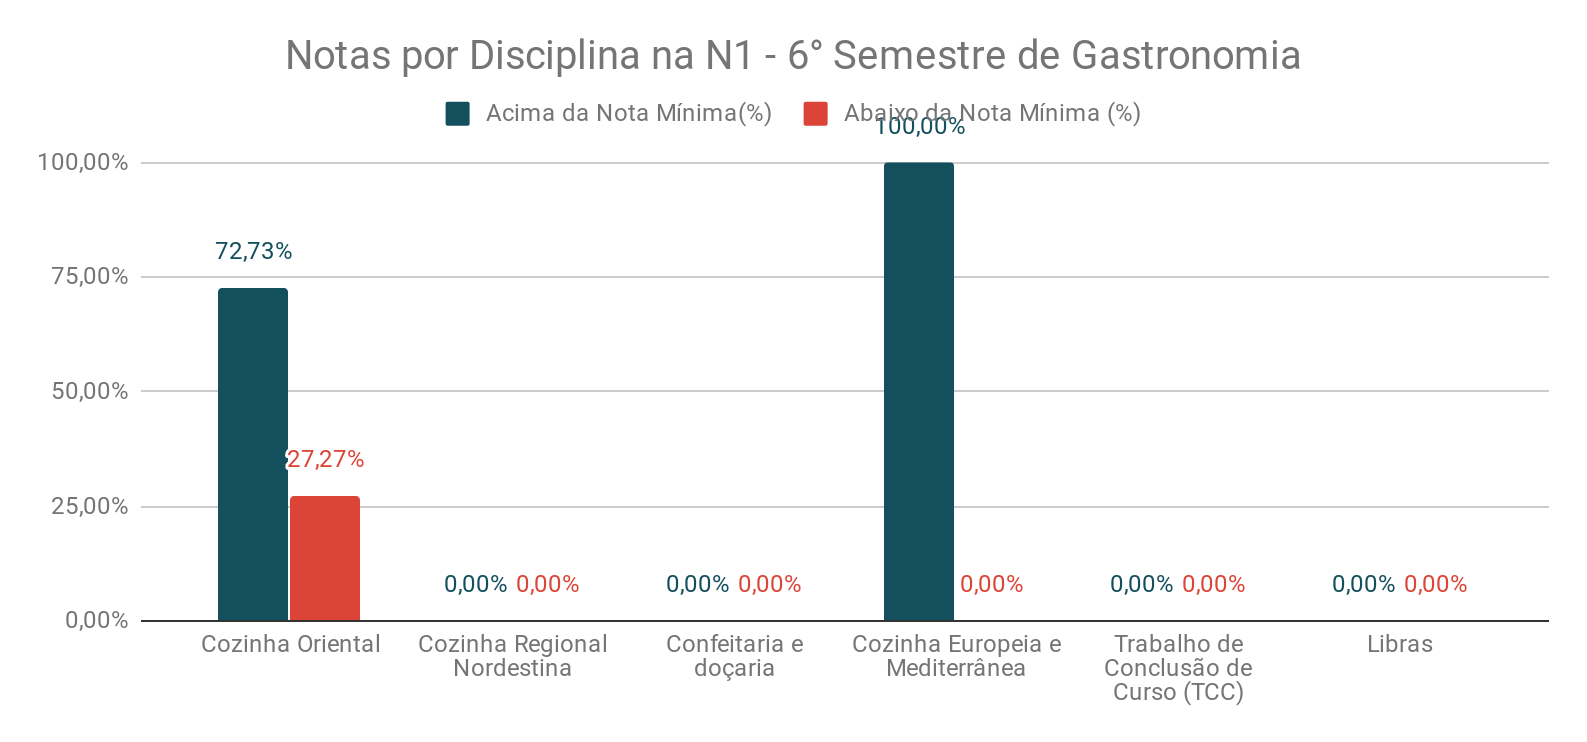 Notas por Disciplina na N1 - 6° Semestre de Gastronomia
Acima da Nota Mínima(%)
Abaixo da Nota Mínima (%)
100,00%
100,00%
72,73%
75,00%
50,00%
27,27%
25,00%
0,00% 0,00%
0,00% 0,00%
0,00%
0,00% 0,00%
0,00% 0,00%
0,00%
Cozinha Oriental
Cozinha Regional
Nordestina
Confeitaria e
doçaria
Cozinha Europeia e
Mediterrânea
Trabalho de
Conclusão de
Curso (TCC)
Libras